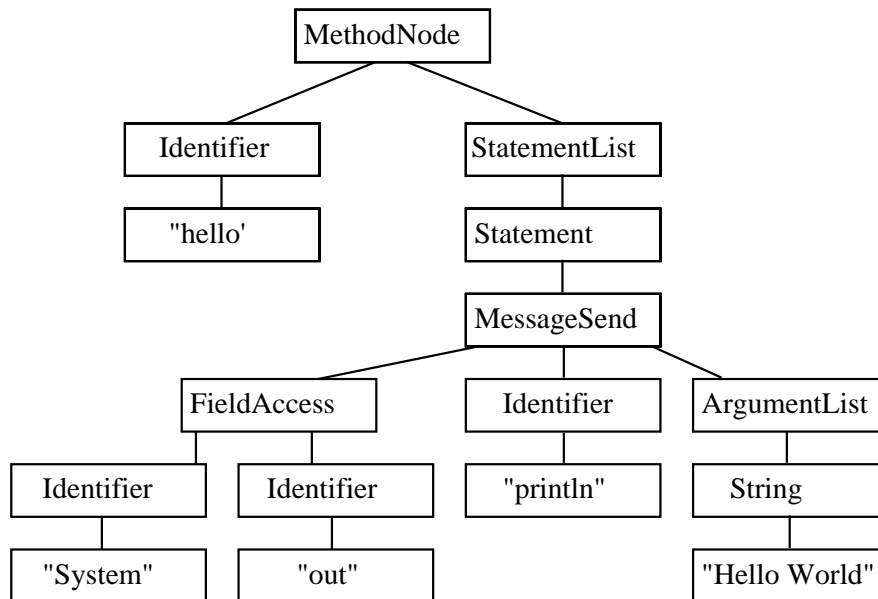 MethodNode
Identifier
StatementList
"hello'
Statement
MessageSend
FieldAccess
Identifier
ArgumentList
Identifier
Identifier
"println"
String
"System"
"out"
"Hello World"